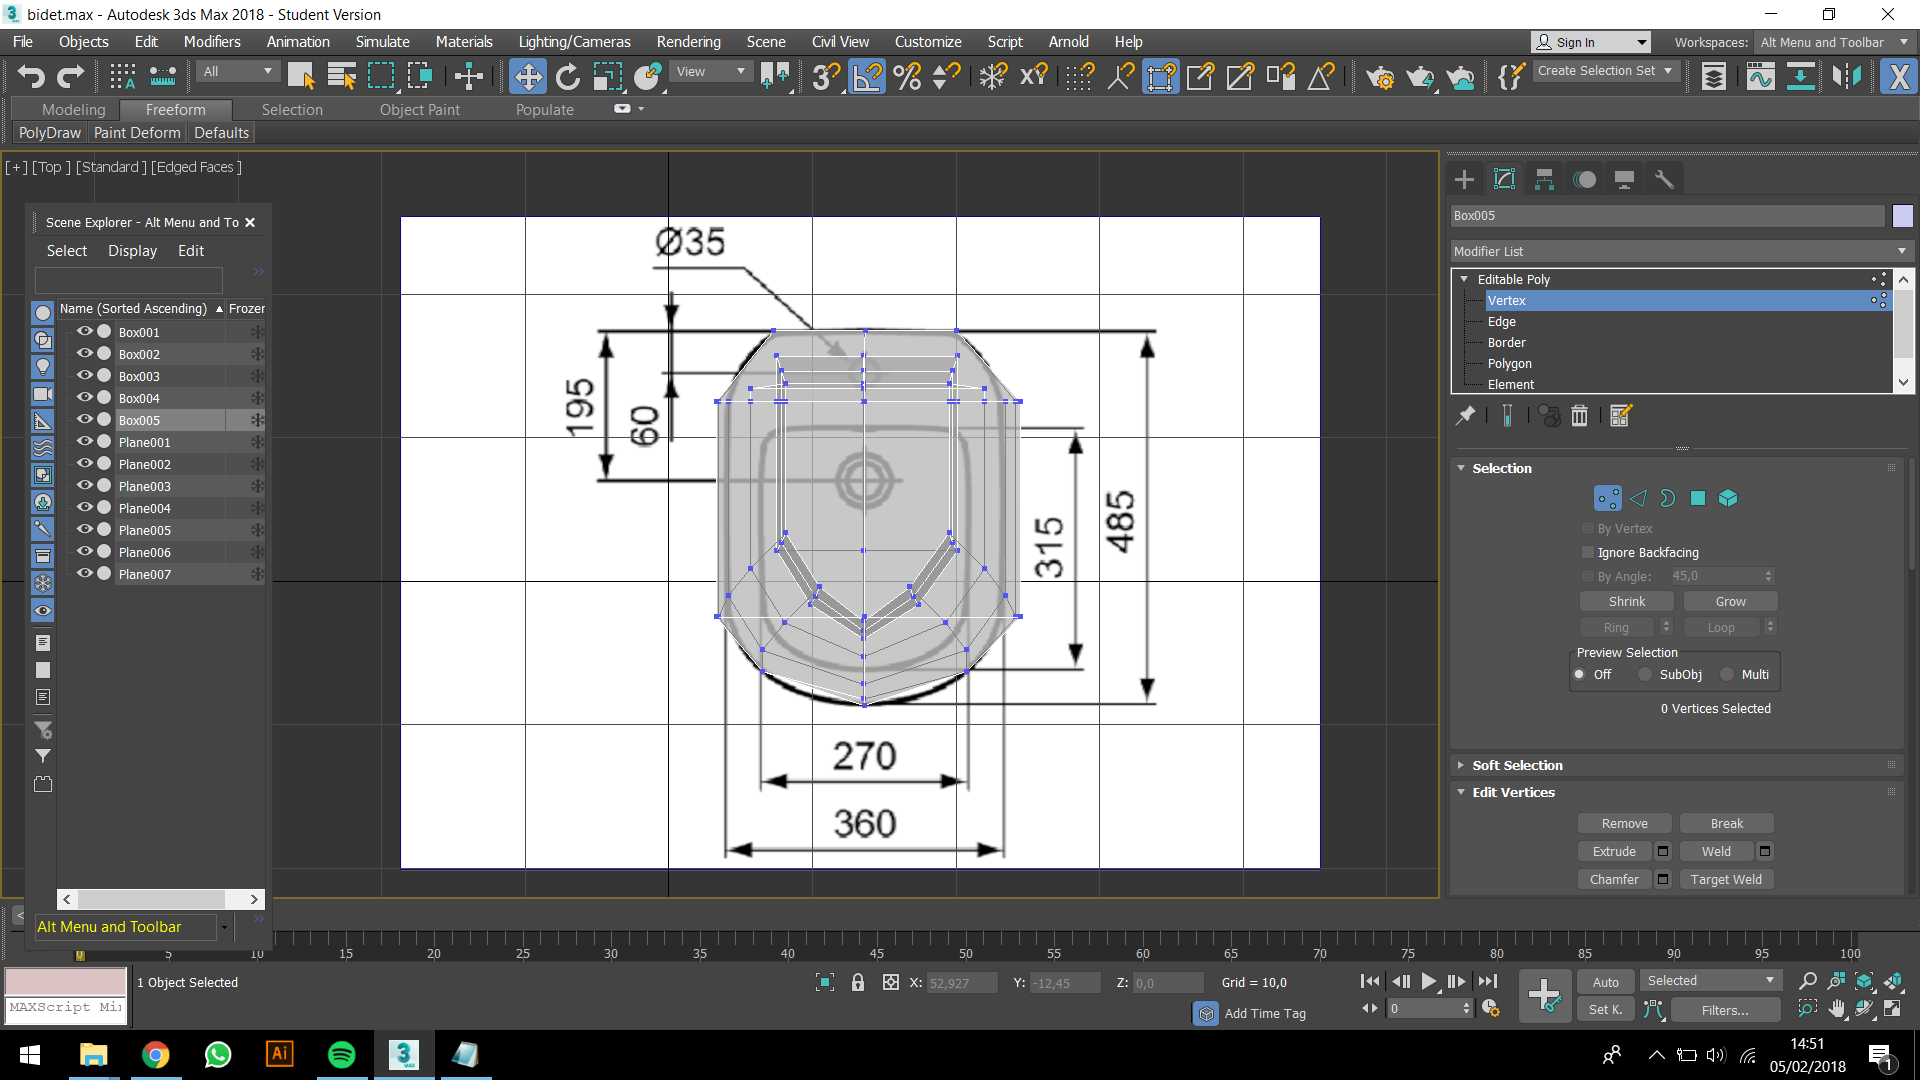 bidet.max - Autodesk 3ds Max 2018 - Student Version
File Objects Edit Modifiers Animation Simulate Materials Lighting/Cameras Rendering Scene Civil View Customize Script Arnold Help
Sign In Workspaces: Alt Menu and Toolbar
All View Create Selection Set
Modeling Freeform Selection Object Paint Populate
PolyDraw Paint Deform Defaults
[+] [Top ] [Standard ] [Edged Faces ]
Scene Explorer - Alt Menu and To
Select Display Edit
Name (Sorted Ascending) Frozen
Box001
Box002
Box003
Box004
Box005
Plane001
Plane002
Plane003
Plane004
Plane005
Plane006
Plane007
Alt Menu and Toolbar
Ø35
195
60
315
485
270
360
Box005
Modifier List
Editable Poly
Vertex
Edge
Border
Polygon
Element
Selection
By Vertex
Ignore Backfacing
By Angle: 45,0
Shrink Grow
Ring Loop
Preview Selection
Off SubObj Multi
0 Vertices Selected
Soft Selection
Edit Vertices
Remove Break
Extrude Weld
Chamfer Target Weld
0 5 10 15 20 25 30 35 40 45 50 55 60 65 70 75 80 85 90 95 100
1 Object Selected X: 52,927 Y: -12,45 Z: 0,0 Grid = 10,0 Auto Selected
MAXScript Mi
Add Time Tag 0 Set K. Filters...
14:51
05/02/2018
1